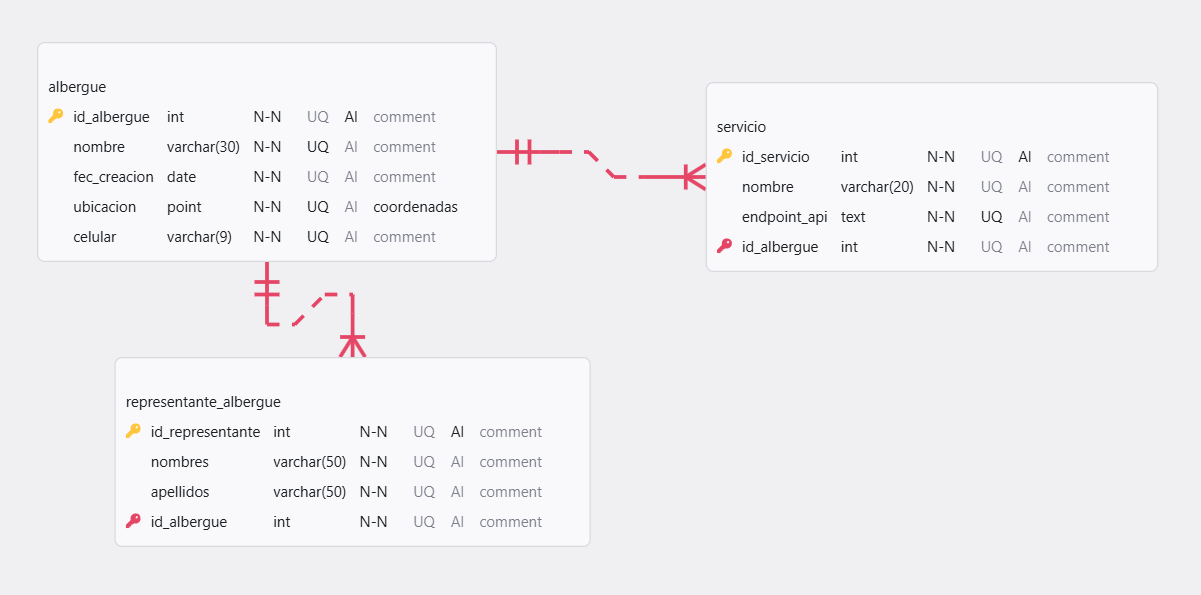 albergue
id_albergue int N-N UQ AI comment
nombre varchar(30) N-N UQ AI comment
fec_creacion date N-N UQ AI comment
ubicacion point N-N UQ AI coordenadas
celular varchar(9) N-N UQ AI comment
servicio
id_servicio int N-N UQ AI comment
nombre varchar(20) N-N UQ AI comment
endpoint_api text N-N UQ AI comment
id_albergue int N-N UQ AI comment
representante_albergue
id_representante int N-N UQ AI comment
nombres varchar(50) N-N UQ AI comment
apellidos varchar(50) N-N UQ AI comment
id_albergue int N-N UQ AI comment